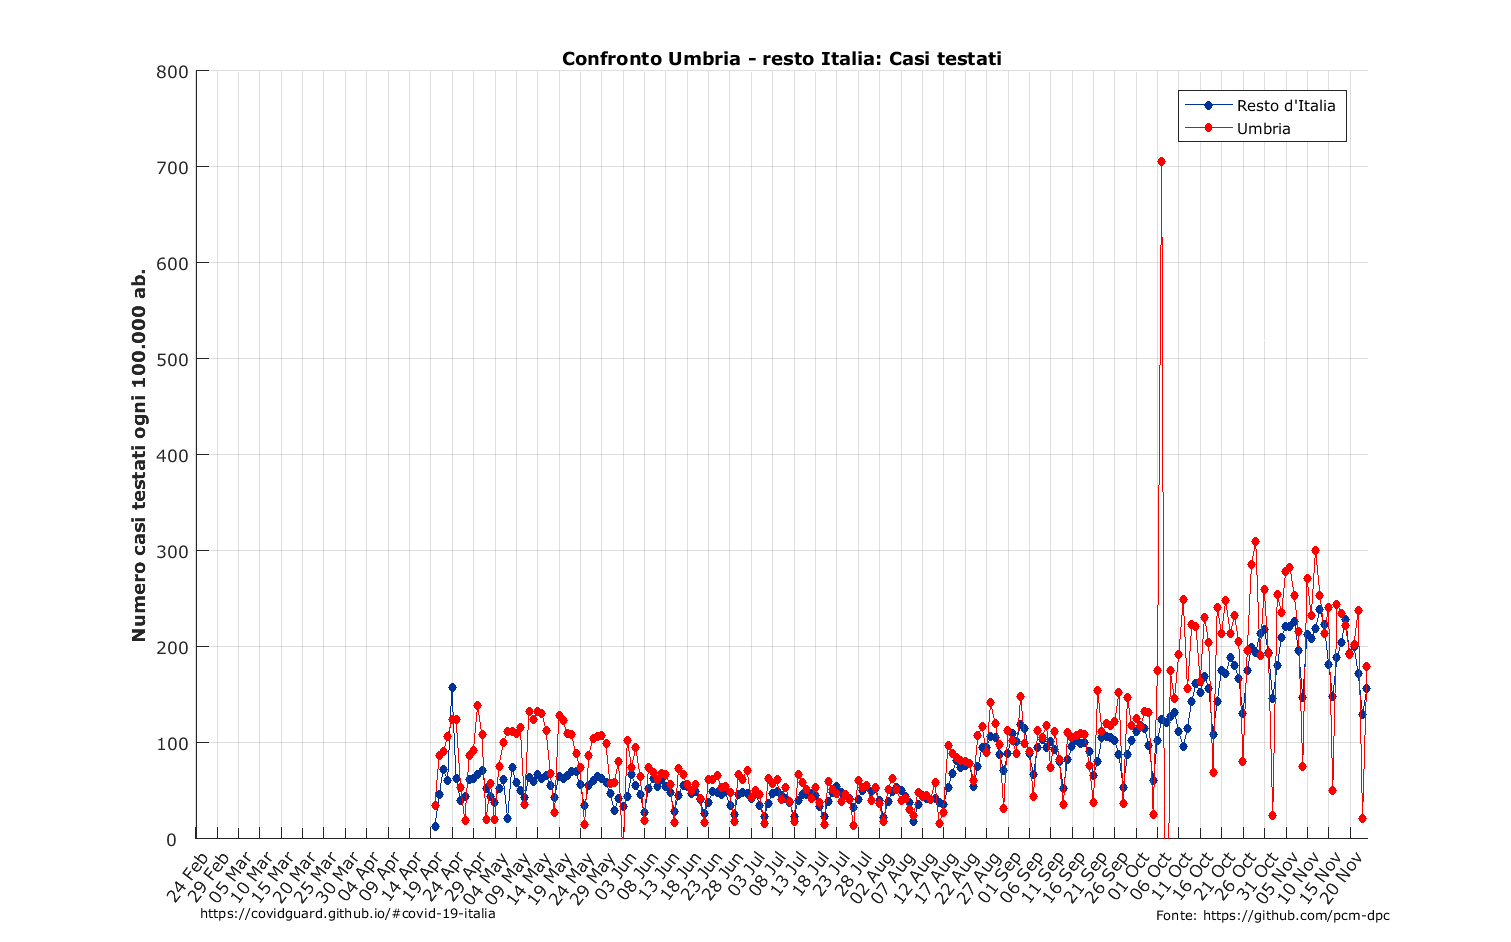 Confronto Umbria - resto Italia: Casi testati
Resto d'Italia
Umbria
Numero casi testati ogni 100.000 ab.
800
700
600
500
400
300
200
100
0
24 Feb
29 Feb
05 Mar
10 Mar
15 Mar
20 Mar
25 Mar
30 Mar
04 Apr
09 Apr
14 Apr
19 Apr
24 Apr
29 Apr
04 May
09 May
14 May
19 May
24 May
29 May
03 Jun
08 Jun
13 Jun
18 Jun
23 Jun
28 Jun
03 Jul
08 Jul
13 Jul
18 Jul
23 Jul
28 Jul
02 Aug
07 Aug
12 Aug
17 Aug
22 Aug
27 Aug
01 Sep
06 Sep
11 Sep
16 Sep
21 Sep
26 Sep
01 Oct
06 Oct
11 Oct
16 Oct
21 Oct
26 Oct
31 Oct
05 Nov
10 Nov
15 Nov
20 Nov
https://covidguard.github.io/#covid-19-italia
Fonte: https://github.com/pcm-dpc